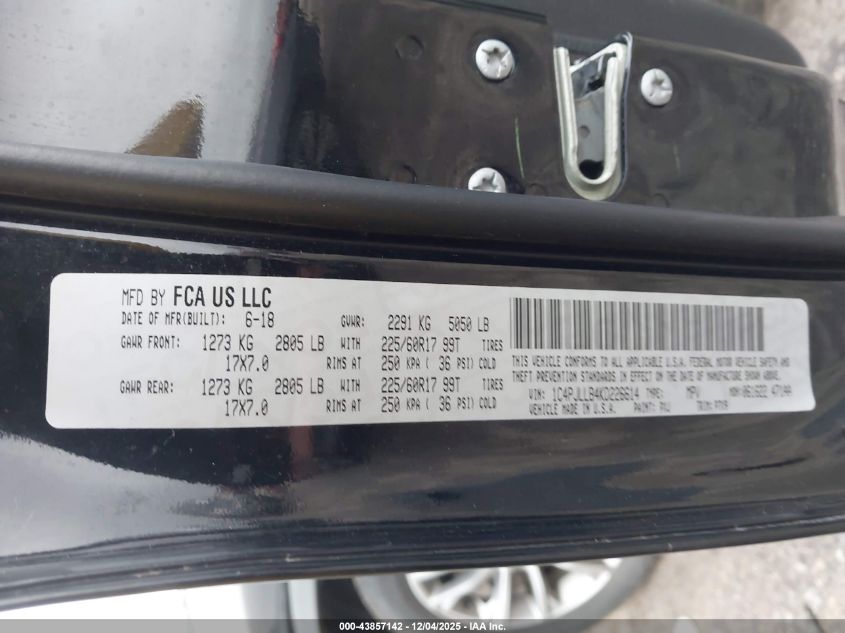 MFD BY FCA US LLC
DATE OF MFR(BUILT): 6-18 GVWR: 2291 KG 5050 LB
GAWR FRONT: 1273 KG 2805 LB WITH 225/60R17 99T TIRES
17X7.0 RIMS AT 250 KPA ( 36 PSI) COLD
GAWR REAR: 1273 KG 2805 LB WITH 225/60R17 99T TIRES
17X7.0 RIMS AT 250 KPA ( 36 PSI) COLD
THIS VEHICLE CONFORMS TO ALL APPLICABLE U.S.A. FEDERAL MOTOR VEHICLE SAFETY AND
THEFT PREVENTION STANDARDS IN EFFECT ON THE DATE OF MANUFACTURE SHOWN ABOVE.
VIN: 1C4PJLLB4KD226614 TYPE: MPV
VEHICLE MADE IN U.S.A. PAINT: TRIM:
000-43857142 - 12/04/2025 - IAA Inc.